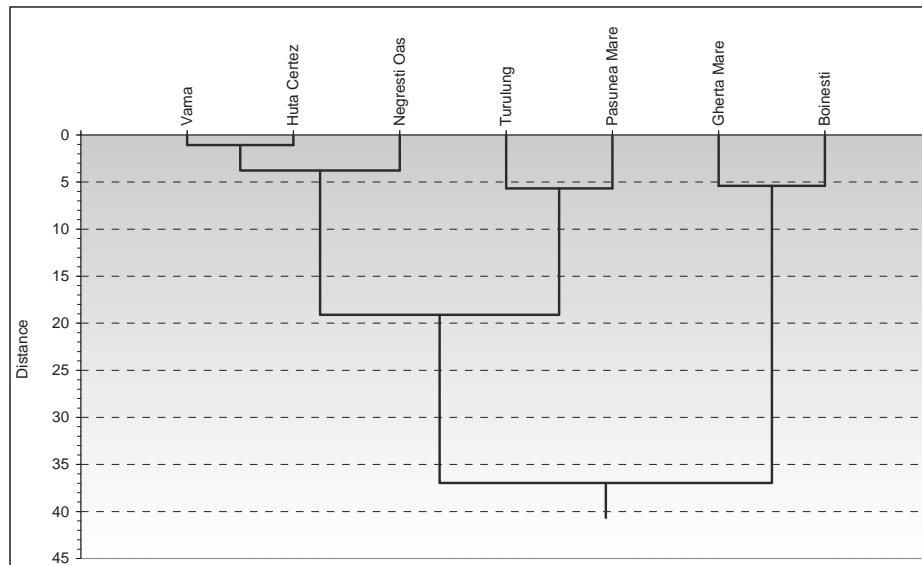 Vama
Huta Certez
Negresti Oas
Turulung
Pasunea Mare
Gherta Mare
Boinesti
0
5
10
15
20
25
30
35
40
45
Distance